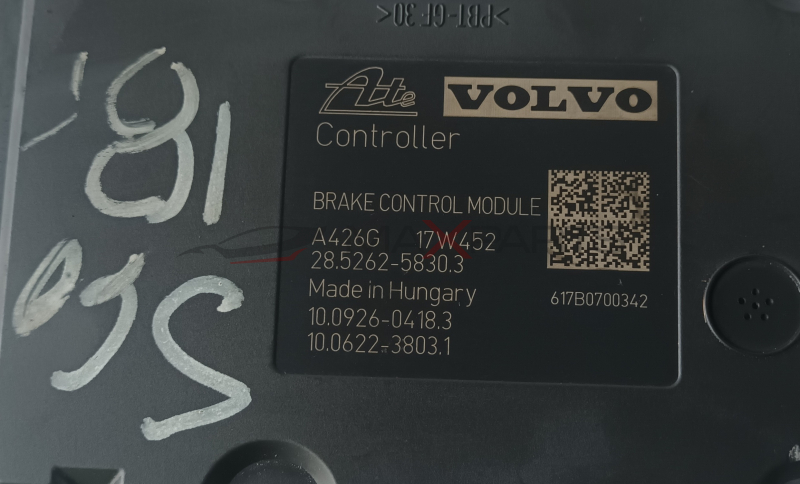 >PBT-GF30<
Ate VOLVO
Controller
BRAKE CONTROL MODULE
A426G 17W452
28.5262-5830.3
Made in Hungary
617B0700342
10.0926-0418.3
10.0622-3803.1